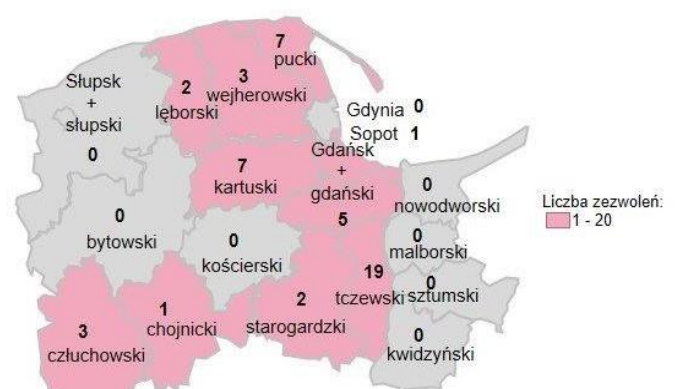 7
pucki
Słupsk
+
słupski
0
2
lęborski
3
wejherowski
Gdynia 0
Sopot 1
7
kartuski
Gdańsk
+
gdański
5
0
nowodworski
Liczba zezwoleń:
1 - 20
0
bytowski
0
kościerski
0
malborski
19
tczewski
0
sztumski
3
człuchowski
1
chojnicki
2
starogardzki
0
kwidzyński